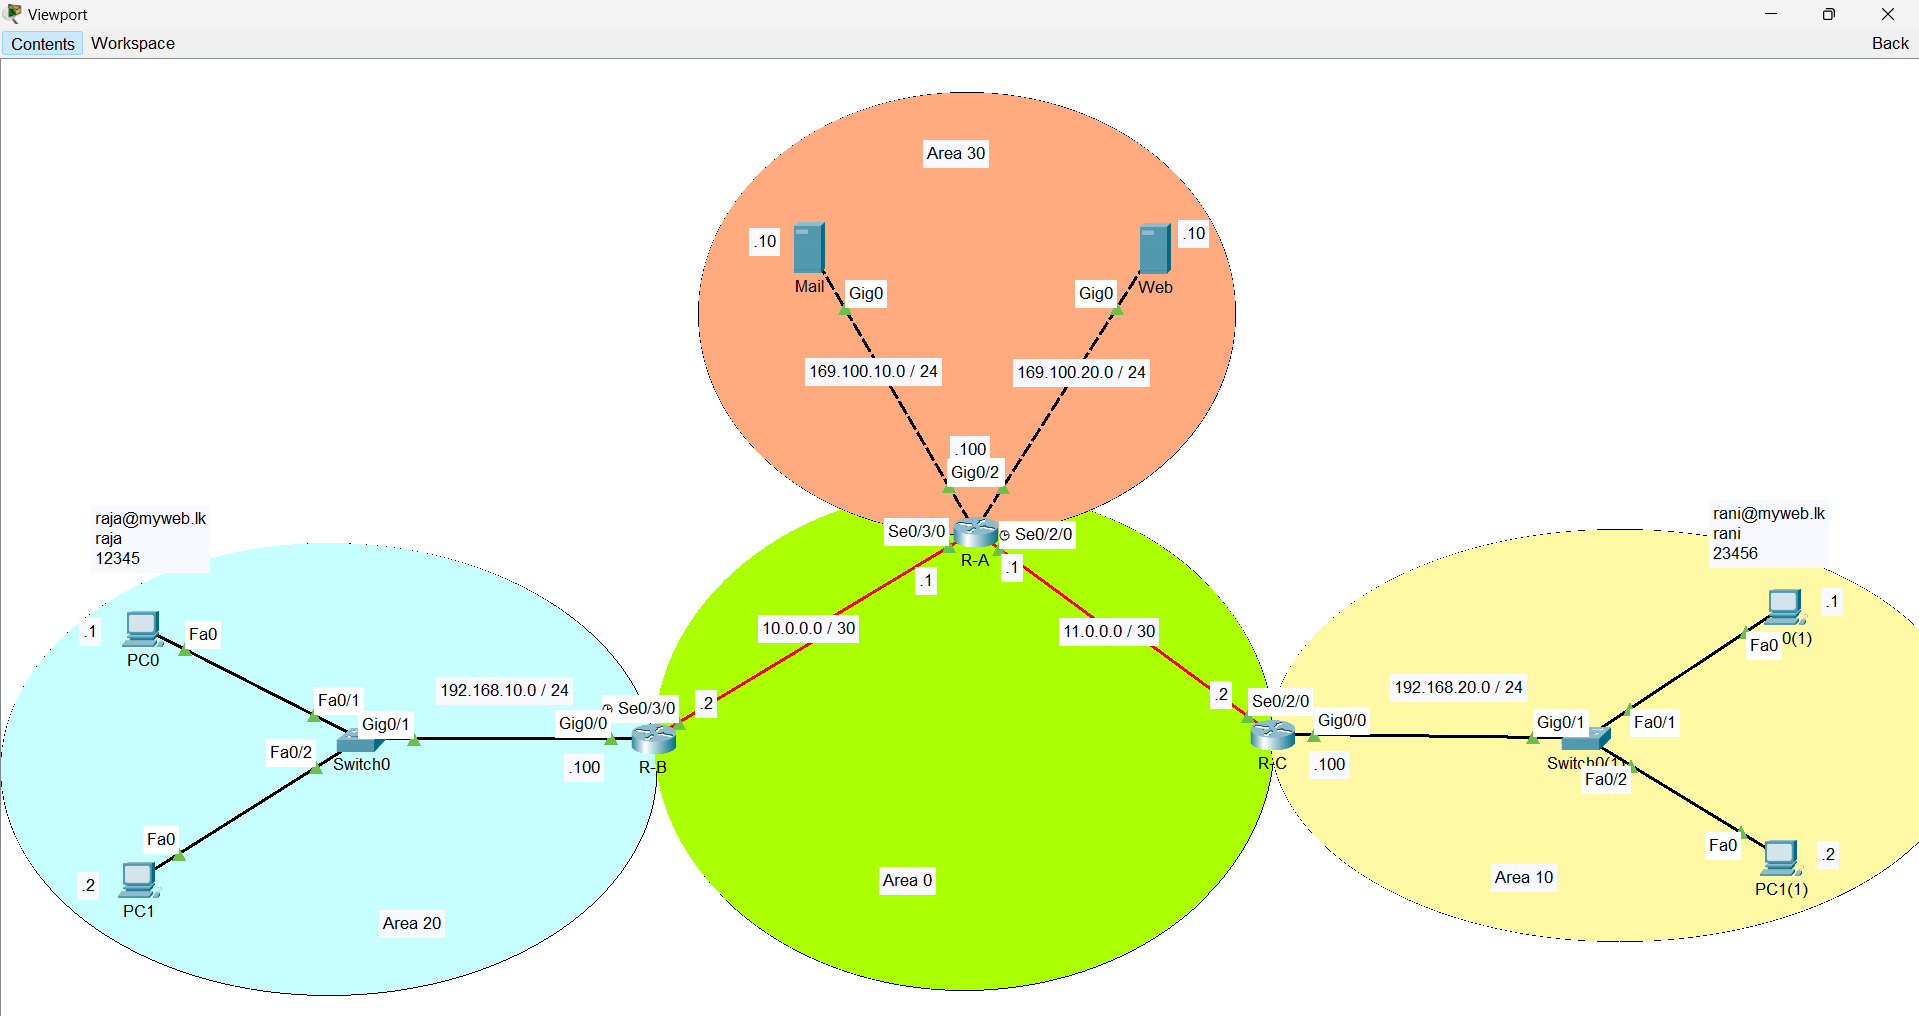 Viewport
Contents Workspace Back
Area 30
.10
.10
Mail
Web
Gig0
Gig0
169.100.10.0 / 24
169.100.20.0 / 24
.100
Gig0/2
Se0/3/0
Se0/2/0
R-A
.1
.1
raja@myweb.lk
raja
12345
rani@myweb.lk
rani
23456
10.0.0.0 / 30
11.0.0.0 / 30
.1
Fa0
PC0
.1
0(1)
Fa0
192.168.10.0 / 24
192.168.20.0 / 24
Fa0/1
Gig0/1
Se0/3/0
.2
Gig0/0
.2
Se0/2/0
Gig0/0
Gig0/1
Fa0/1
Fa0/2
Switch0
.100
R-B
R-C
.100
Switch0(1)
Fa0/2
Fa0
.2
PC1
Fa0
.2
PC1(1)
Area 20
Area 0
Area 10